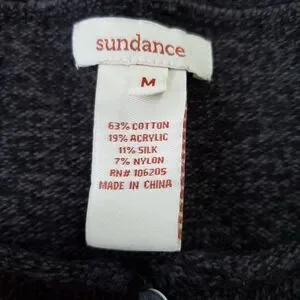 sundance
M
63% COTTON
19% ACRYLIC
11% SILK
7% NYLON
RN# 106205
MADE IN CHINA